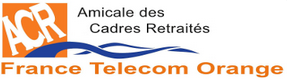 ACR
Amicale des
Cadres Retraités
France Telecom Orange